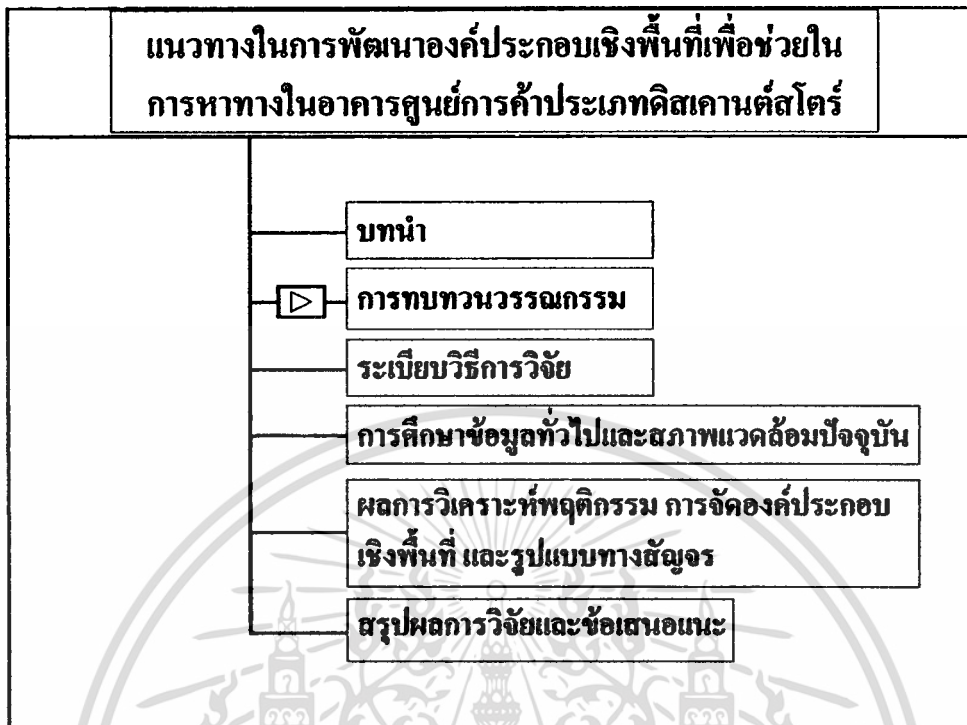 แนวทางในการพัฒนาองค์ประกอบเชิงพื้นที่เพื่อช่วยใน
การหาทางในอาคารศูนย์การค้าประเภทดิสเคานต์สโตร์
บทนำ
การทบทวนวรรณกรรม
ระเบียบวิธีการวิจัย
การศึกษาข้อมูลทั่วไปและสภาพแวดล้อมปัจจุบัน
ผลการวิเคราะห์พฤติกรรม การจัดองค์ประกอบ
เชิงพื้นที่ และรูปแบบทางสัญจร
สรุปผลการวิจัยและข้อเสนอแนะ